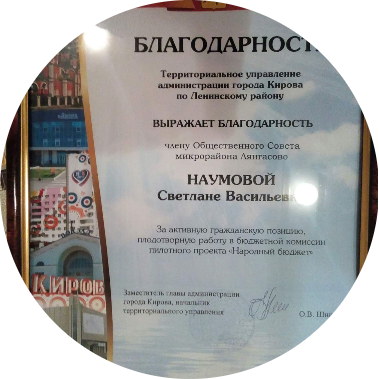 БЛАГОДАРНОСТ
Территориальное управление
администрации города Кирова
по Ленинскому району
ВЫРАЖАЕТ БЛАГОДАРНОСТЬ
члену Общественного Совета
микрорайона Лянгасово
НАУМОВОЙ
Светлане Васильев
За активную гражданскую позицию,
плодотворную работу в бюджетной комиссии
пилотного проекта «Народный бюджет»
КИРОВ
Заместитель главы администрации
города Кирова, начальник
территориального управления
О.В.